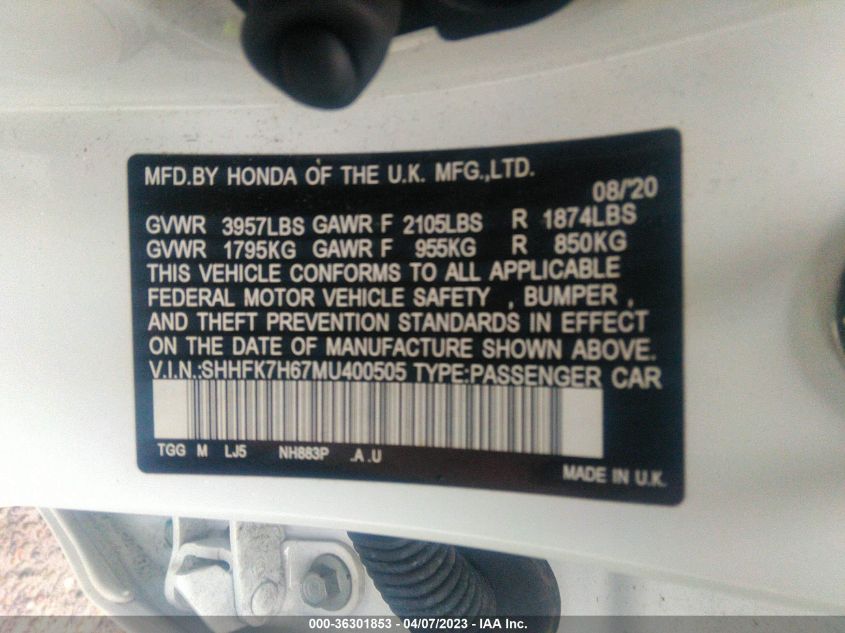 MFD.BY HONDA OF THE U.K. MFG.,LTD.
08/'20
GVWR 3957LBS GAWR F 2105LBS R 1874LBS
GVWR 1795KG GAWR F 955KG R 850KG
THIS VEHICLE CONFORMS TO ALL APPLICABLE
FEDERAL MOTOR VEHICLE SAFETY , BUMPER ,
AND THEFT PREVENTION STANDARDS IN EFFECT
ON THE DATE OF MANUFACTURE SHOWN ABOVE.
V.I.N.:SHHFK7H67MU400505 TYPE:PASSENGER CAR
TGG M LJ5 NH883P .A .U
MADE IN U.K.
000-36301853 - 04/07/2023 - IAA Inc.